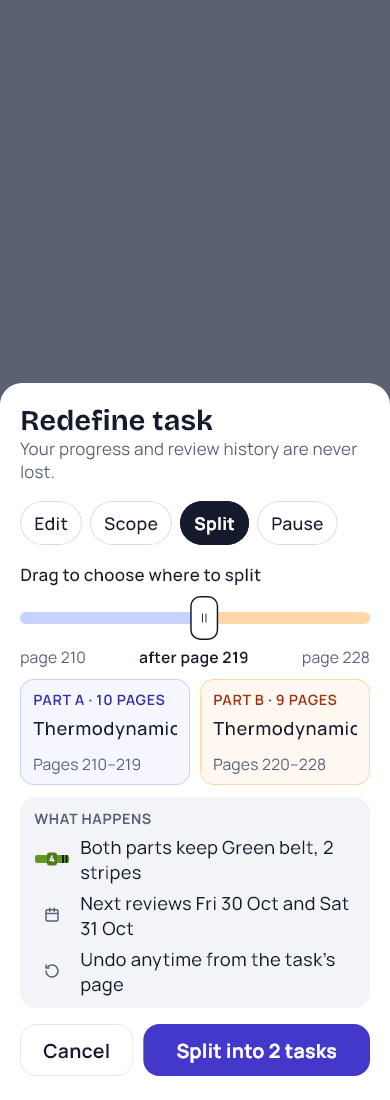 Redefine task
Your progress and review history are never
lost.
Edit Scope Split Pause
Drag to choose where to split
page 210 after page 219 page 228
PART A · 10 PAGES
Thermodynamic
Pages 210–219
PART B · 9 PAGES
Thermodynamic
Pages 220–228
WHAT HAPPENS
4
Both parts keep Green belt, 2
stripes
Next reviews Fri 30 Oct and Sat
31 Oct
Undo anytime from the task's
page
Cancel Split into 2 tasks